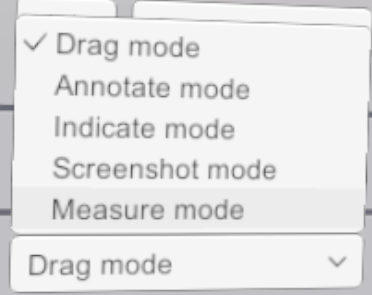 Drag mode
Annotate mode
Indicate mode
Screenshot mode
Measure mode
Drag mode